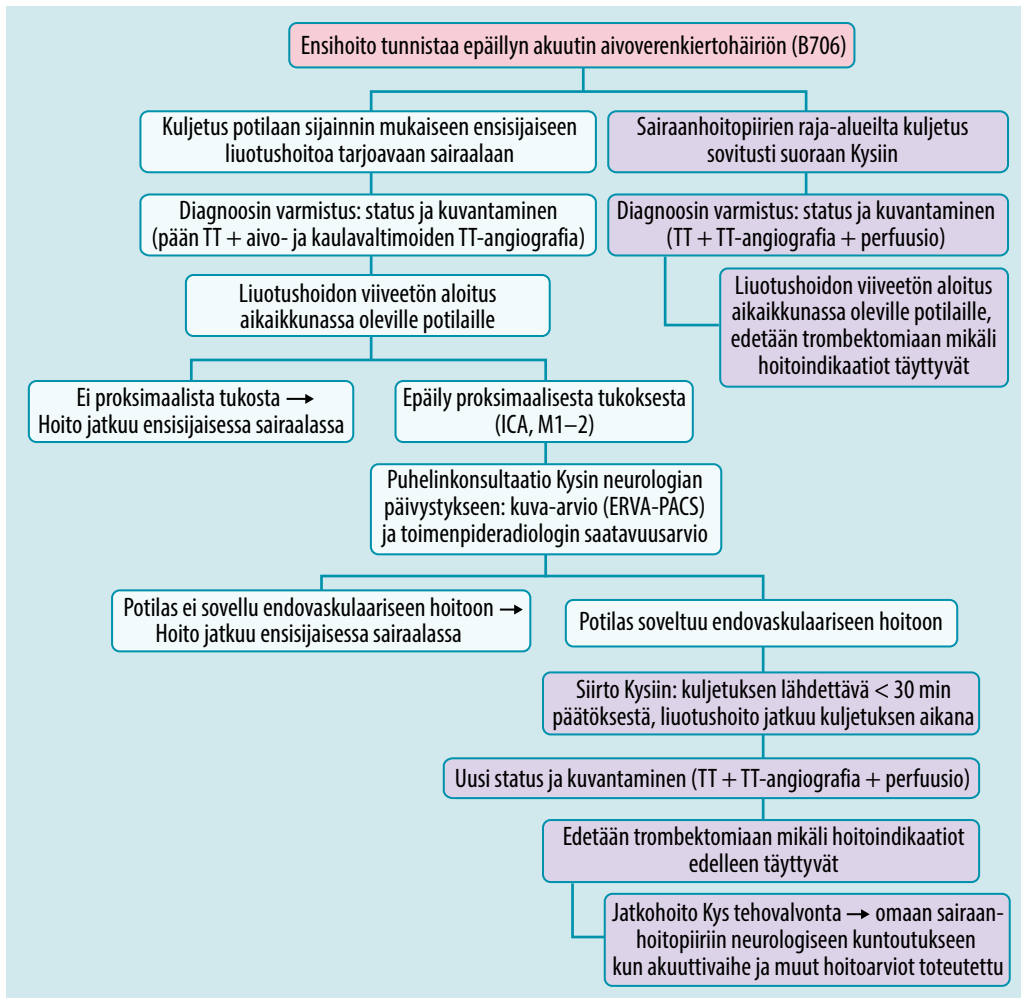 Ensihoito tunnistaa epäillyn akuutin aivoverenkiertohäiriön (B706)
Kuljetus potilaan sijainnin mukaiseen ensisijaiseen
liuotushoitoa tarjoavaan sairaalaan
Sairaanhoitopiirien raja-alueilta kuljetus
sovitusti suoraan Kysiin
Diagnoosin varmistus: status ja kuvantaminen
(pään TT + aivo- ja kaulavaltimoiden TT-angiografia)
Diagnoosin varmistus: status ja kuvantaminen
(TT + TT-angiografia + perfuusio)
Liuotushoidon viiveetön aloitus
aikaikkunassa oleville potilaille
Liuotushoidon viiveetön aloitus
aikaikkunassa oleville potilaille,
edetään trombektomiaan mikäli
hoitoindikaatiot täyttyvät
Ei proksimaalista tukosta →
Hoito jatkuu ensisijaisessa sairaalassa
Epäily proksimaalisesta tukoksesta
(ICA, M1–2)
Puhelinkonsultaatio Kysin neurologian
päivystykseen: kuva-arvio (ERVA-PACS)
ja toimenpideradiologin saatavuusarvio
Potilas ei sovellu endovaskulaariseen hoitoon →
Hoito jatkuu ensisijaisessa sairaalassa
Potilas soveltuu endovaskulaariseen hoitoon
Siirto Kysiin: kuljetuksen lähdettävä < 30 min
päätöksestä, liuotushoito jatkuu kuljetuksen aikana
Uusi status ja kuvantaminen (TT + TT-angiografia + perfuusio)
Edetään trombektomiaan mikäli hoitoindikaatiot
edelleen täyttyvät
Jatkohoito Kys tehovalvonta → omaan sairaan-
hoitopiiriin neurologiseen kuntoutukseen
kun akuuttivaihe ja muut hoitoarviot toteutettu